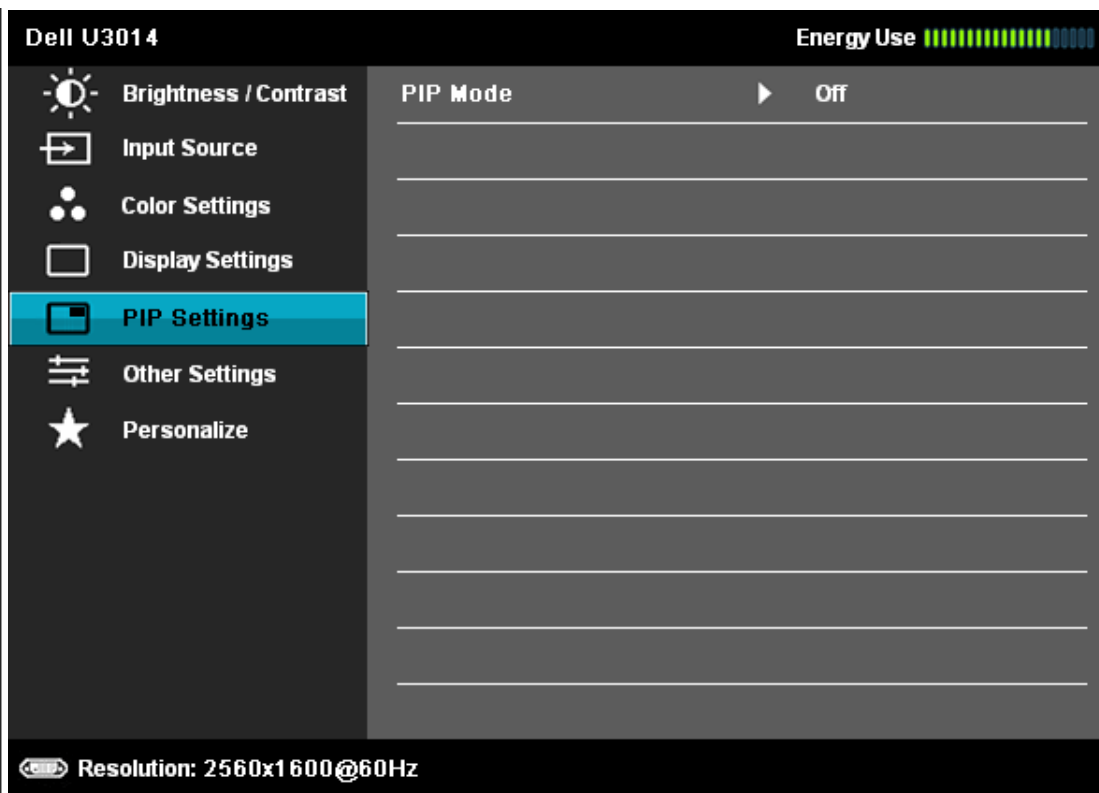 Dell U3014 Energy Use
Brightness / Contrast PIP Mode Off
Input Source
Color Settings
Display Settings
PIP Settings
Other Settings
Personalize
Resolution: 2560x1600@60Hz